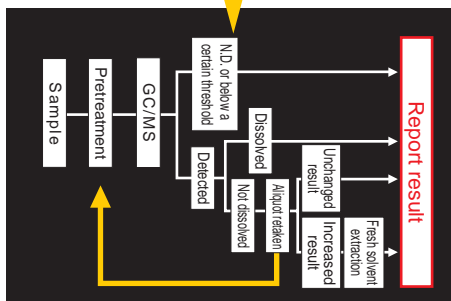 Sample
Pretreatment
GC/MS
N.D. or below a
certain threshold
Detected
Dissolved
Not dissolved
Aliquot retaken
Unchanged
result
Increased
result
Fresh solvent
extraction
Report result